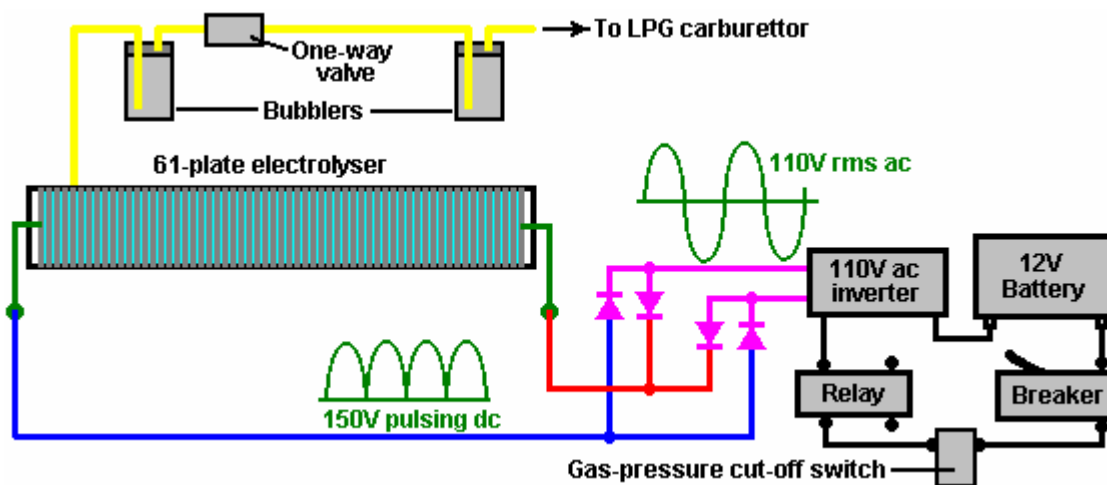 To LPG carburettor
One-way
valve
Bubblers
61-plate electrolyser
110V rms ac
110V ac
inverter
12V
Battery
150V pulsing dc
Relay
Breaker
Gas-pressure cut-off switch